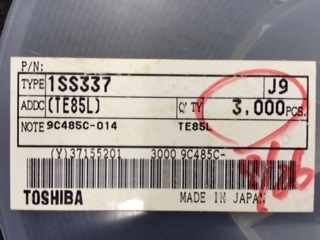 P/N:
TYPE 1SS337 J9
ADDC (TE85L) Q'TY 3,000 PCS.
NOTE 9C485C-014 TE85L
(Y)37155201 3000 9C485C-
TOSHIBA MADE IN JAPAN